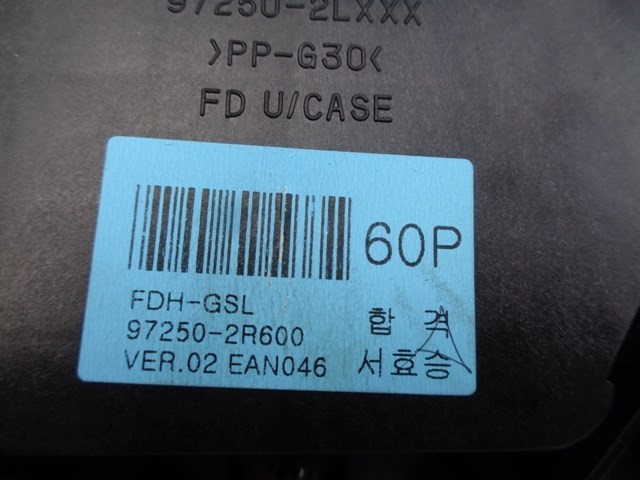 97250-2LXXX
>PP-G30<
FD U/CASE
60P
FDH-GSL
97250-2R600
VER.02 EAN046
합 격
서효승